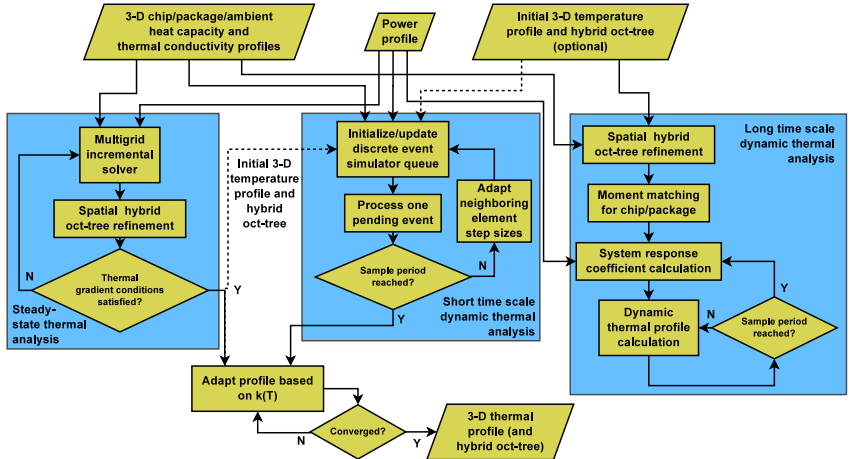 3-D chip/package/ambient
heat capacity and
thermal conductivity profiles
Power
profile
Initial 3-D temperature
profile and hybrid oct-tree
(optional)
Multigrid
incremental
solver
Spatial hybrid
oct-tree refinement
Thermal
gradient conditions
satisfied?
N
Y
Steady-
state thermal
analysis
Initial 3-D
temperature
profile and
hybrid
oct-tree
Initialize/update
discrete event
simulator queue
Process one
pending event
Adapt
neighboring
element
step sizes
Sample period
reached?
N
Y
Short time scale
dynamic thermal
analysis
Long time scale
dynamic thermal
analysis
Spatial hybrid
oct-tree refinement
Moment matching
for chip/package
System response
coefficient calculation
Dynamic
thermal profile
calculation
N
Y
Sample period
reached?
Adapt profile based
on k(T)
Converged?
N
Y
3-D thermal
profile (and
hybrid oct-tree)